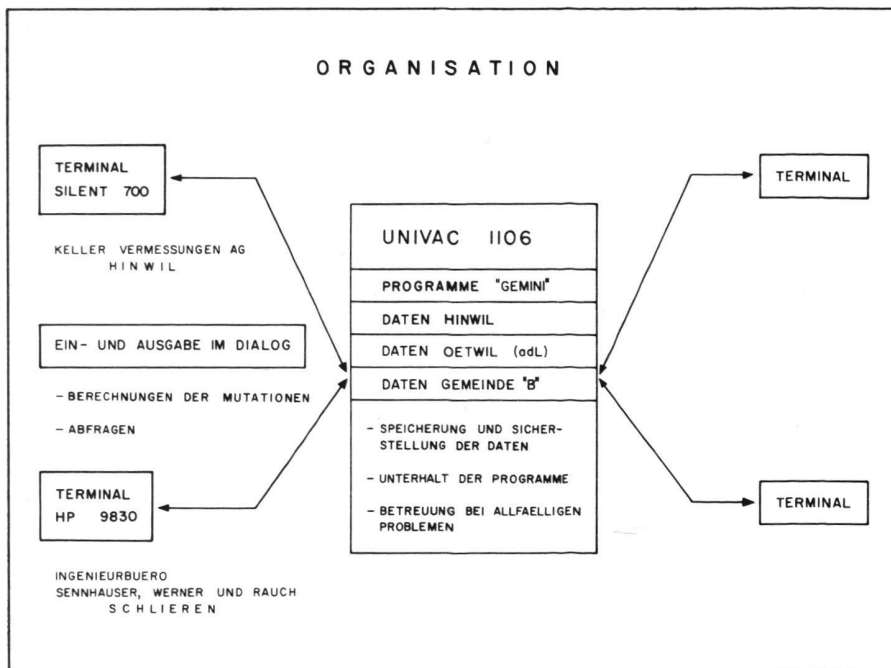 ORGANISATION
TERMINAL
SILENT 700
KELLER VERMESSUNGEN AG
HINWIL
EIN- UND AUSGABE IM DIALOG
- BERECHNUNGEN DER MUTATIONEN
- ABFRAGEN
TERMINAL
HP 9830
INGENIEURBUERO
SENNHAUSER, WERNER UND RAUCH
SCHLIEREN
UNIVAC 1106
PROGRAMME "GEMINI"
DATEN HINWIL
DATEN OETWIL (adL)
DATEN GEMEINDE "B"
- SPEICHERUNG UND SICHER-
STELLUNG DER DATEN
- UNTERHALT DER PROGRAMME
- BETREUUNG BEI ALLFAELLIGEN
PROBLEMEN
TERMINAL
TERMINAL